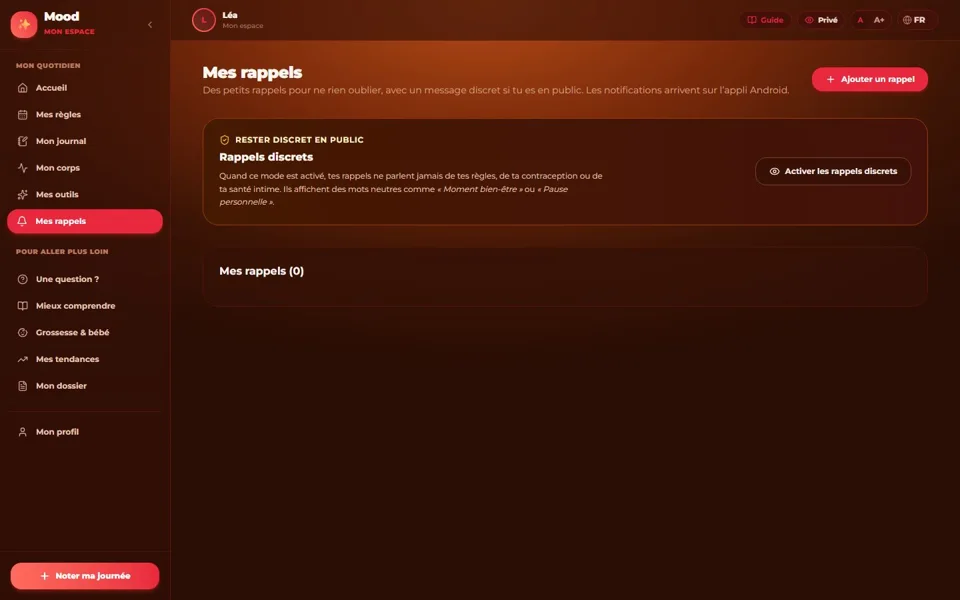 Mood
MON ESPACE
MON QUOTIDIEN
Accueil
Mes règles
Mon journal
Mon corps
Mes outils
Mes rappels
POUR ALLER PLUS LOIN
Une question ?
Mieux comprendre
Grossesse & bébé
Mes tendances
Mon dossier
Mon profil
+ Noter ma journée
L
Léa
Mon espace
Guide
Privé
A A+
FR
Mes rappels
Des petits rappels pour ne rien oublier, avec un message discret si tu es en public. Les notifications arrivent sur l'appli Android.
+ Ajouter un rappel
RESTER DISCRET EN PUBLIC
Rappels discrets
Quand ce mode est activé, tes rappels ne parlent jamais de tes règles, de ta contraception ou de
ta santé intime. Ils affichent des mots neutres comme « Moment bien-être » ou « Pause
personnelle ».
Activer les rappels discrets
Mes rappels (0)